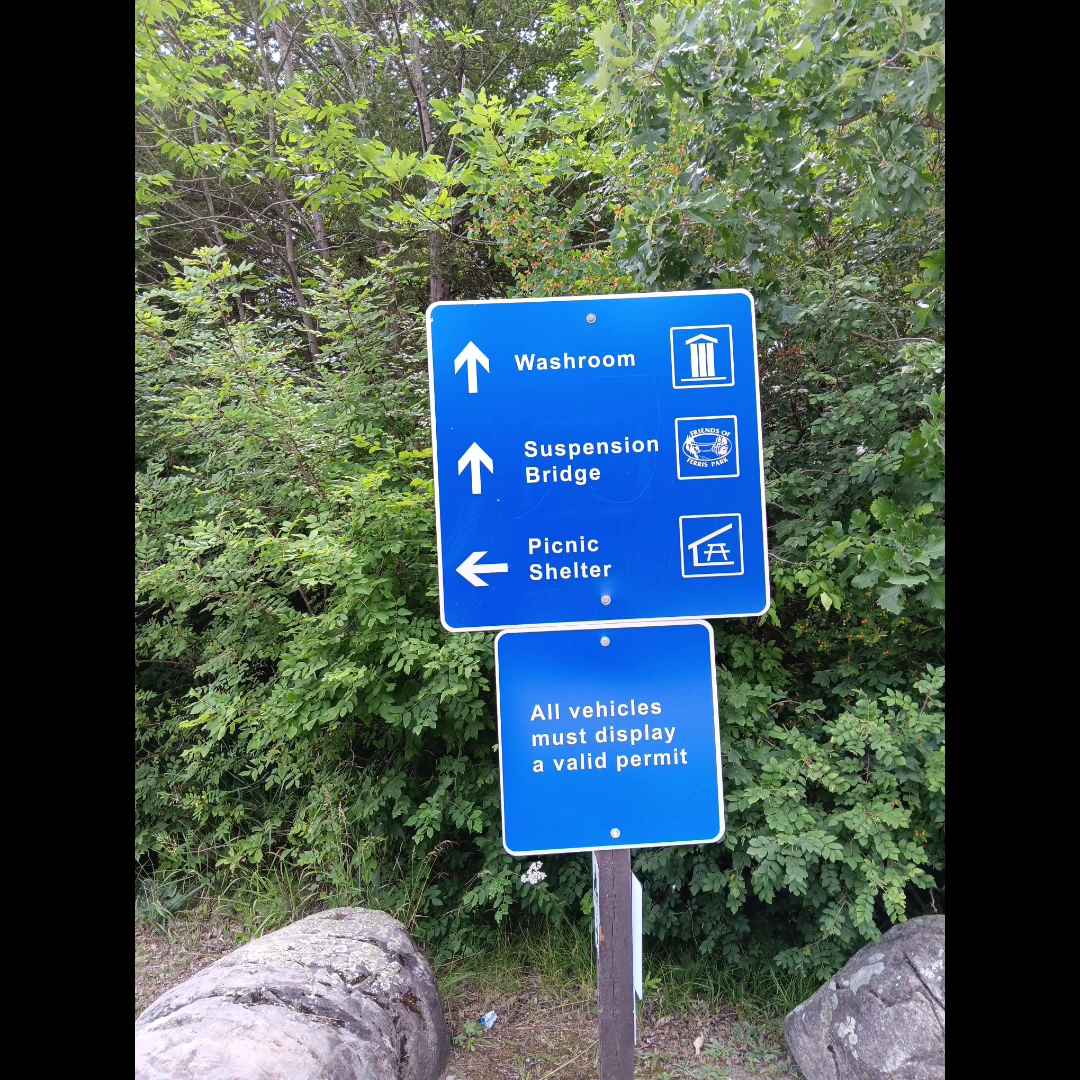 Washroom
Suspension
Bridge
FRIENDS OF
FERRIS PARK
Picnic
Shelter
All vehicles
must display
a valid permit